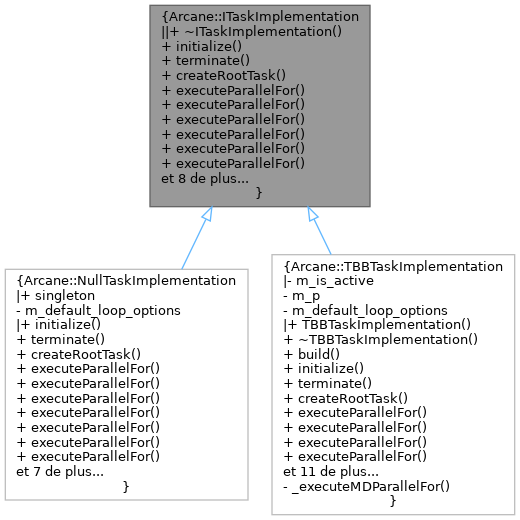 {Arcane::ITaskImplementation
||+ ~ITaskImplementation()
+ initialize()
+ terminate()
+ createRootTask()
+ executeParallelFor()
+ executeParallelFor()
+ executeParallelFor()
+ executeParallelFor()
+ executeParallelFor()
+ executeParallelFor()
et 8 de plus...
}
{Arcane::NullTaskImplementation
|+ singleton
- m_default_loop_options
|+ initialize()
+ terminate()
+ createRootTask()
+ executeParallelFor()
+ executeParallelFor()
+ executeParallelFor()
+ executeParallelFor()
+ executeParallelFor()
+ executeParallelFor()
+ executeParallelFor()
et 7 de plus...
}
{Arcane::TBBTaskImplementation
|- m_is_active
- m_p
- m_default_loop_options
|+ TBBTaskImplementation()
+ ~TBBTaskImplementation()
+ build()
+ initialize()
+ terminate()
+ createRootTask()
+ executeParallelFor()
+ executeParallelFor()
+ executeParallelFor()
+ executeParallelFor()
et 11 de plus...
- _executeMDParallelFor()
}